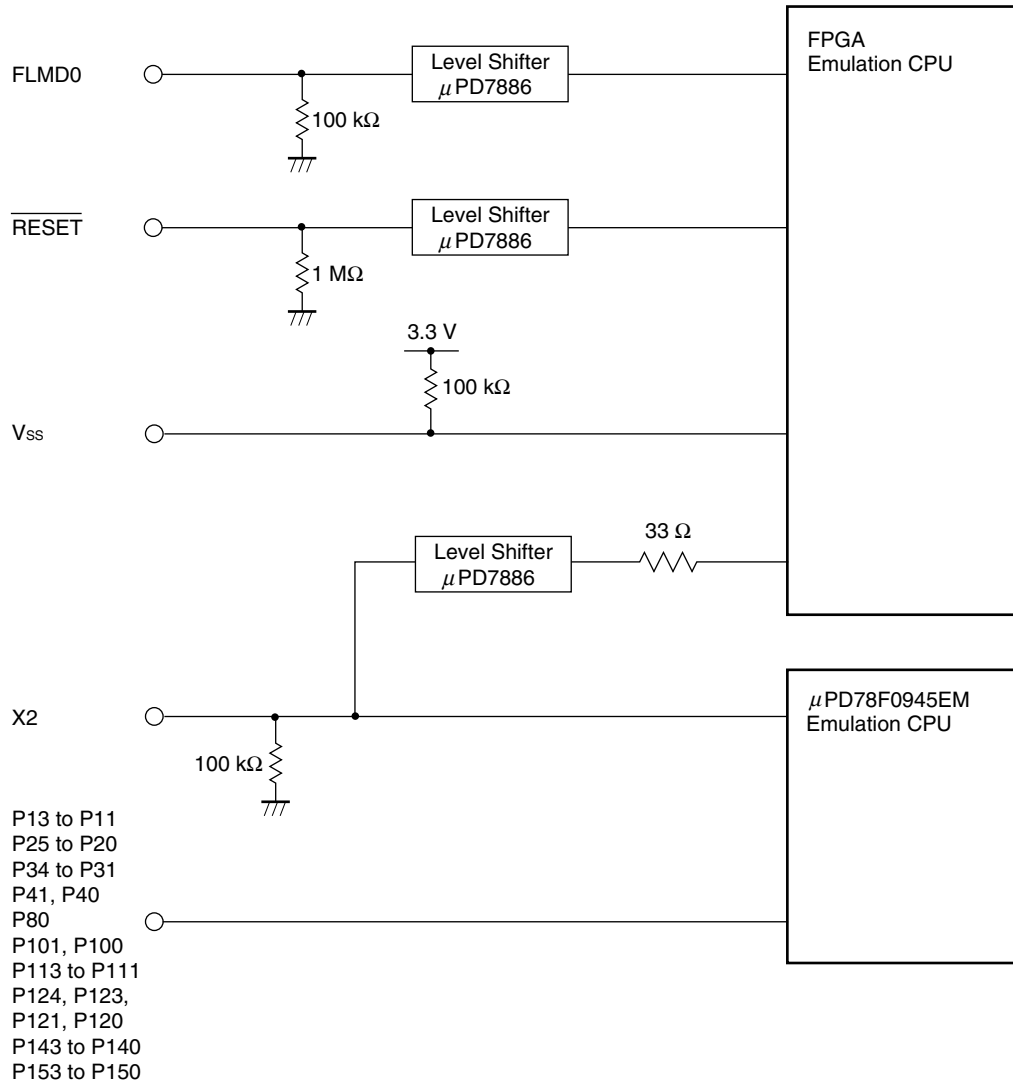 FPGA
Emulation CPU
FLMD0
Level Shifter
μPD7886
100 kΩ
RESET
Level Shifter
μPD7886
1 MΩ
3.3 V
100 kΩ
VSS
33 Ω
Level Shifter
μPD7886
μPD78F0945EM
Emulation CPU
X2
100 kΩ
P13 to P11
P25 to P20
P34 to P31
P41, P40
P80
P101, P100
P113 to P111
P124, P123,
P121, P120
P143 to P140
P153 to P150